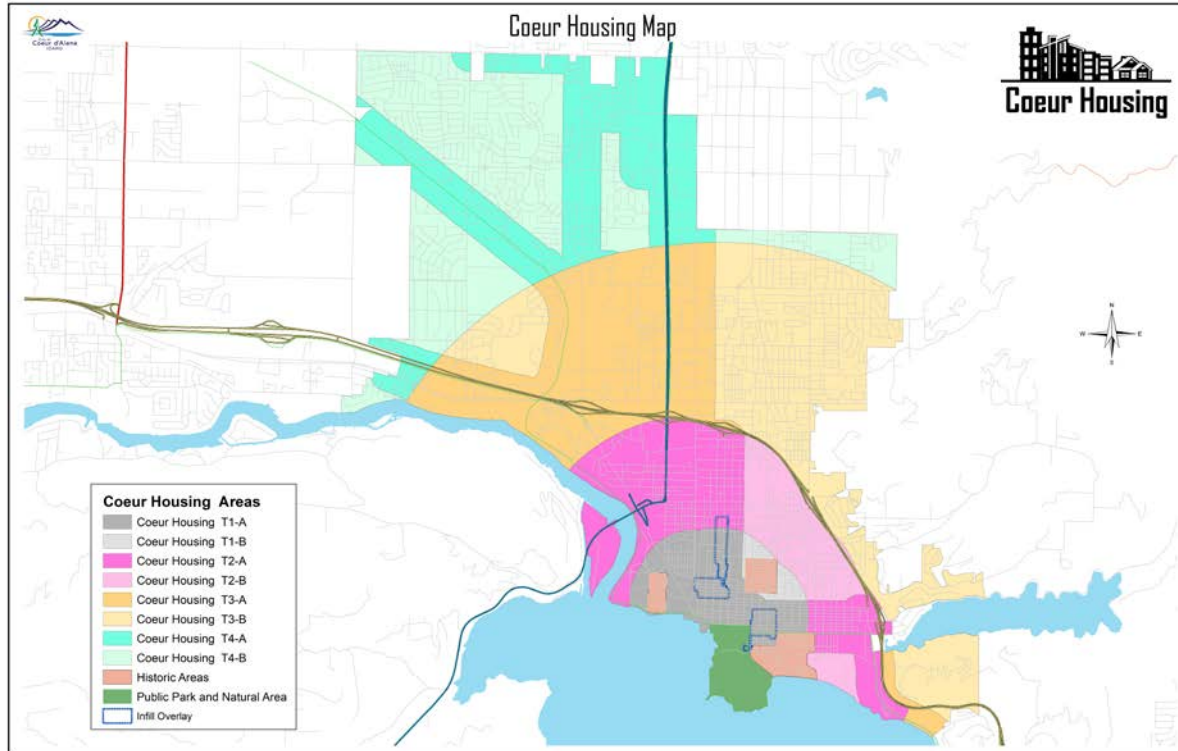 Coeur Housing Map
Coeur d'Alene
IDAHO
Coeur Housing
N
W E
S
Coeur Housing Areas
Coeur Housing T1-A
Coeur Housing T1-B
Coeur Housing T2-A
Coeur Housing T2-B
Coeur Housing T3-A
Coeur Housing T3-B
Coeur Housing T4-A
Coeur Housing T4-B
Historic Areas
Public Park and Natural Area
Infill Overlay